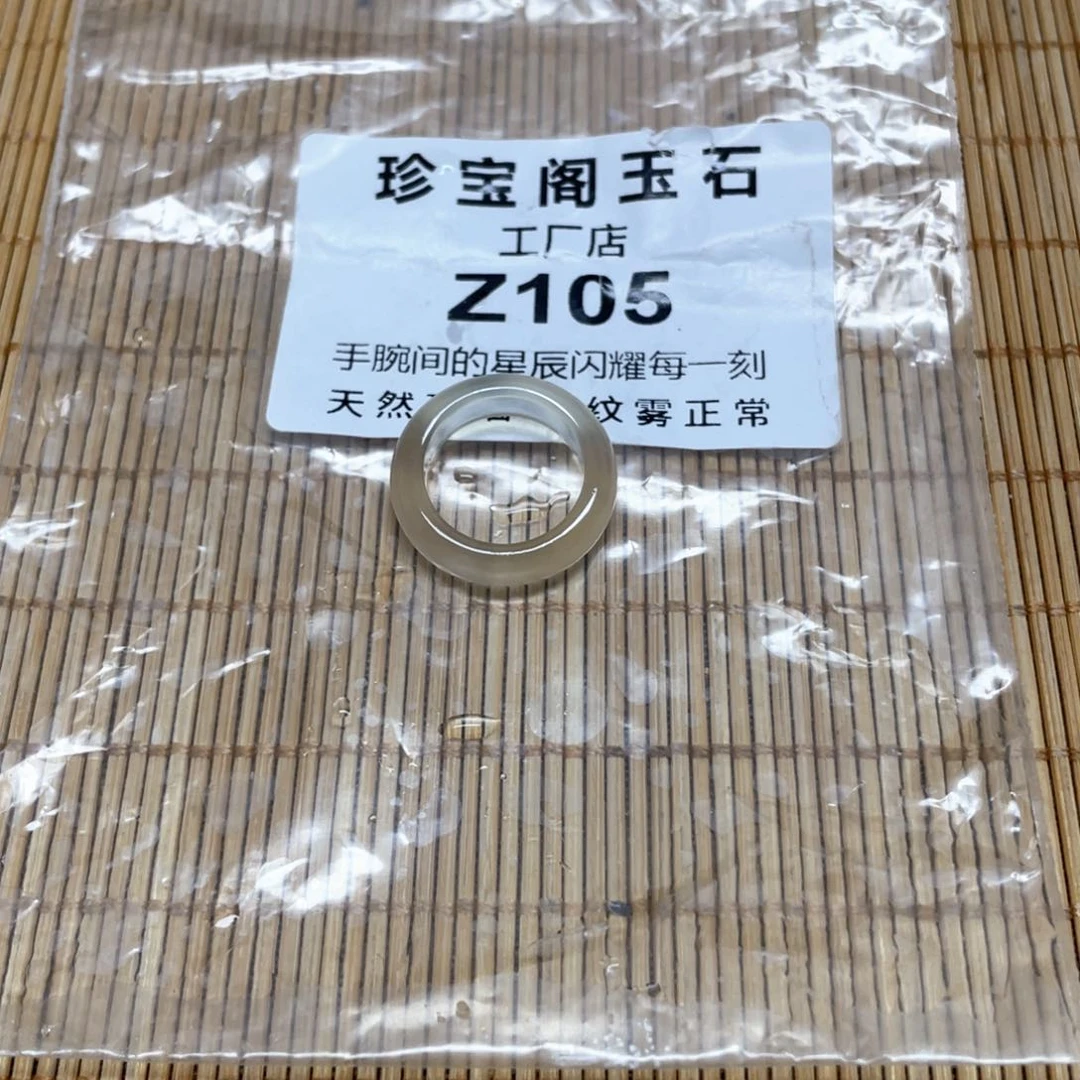 珍宝阁玉石
工厂店
Z105
手腕间的星辰闪耀每一刻
天然 纹雾正常